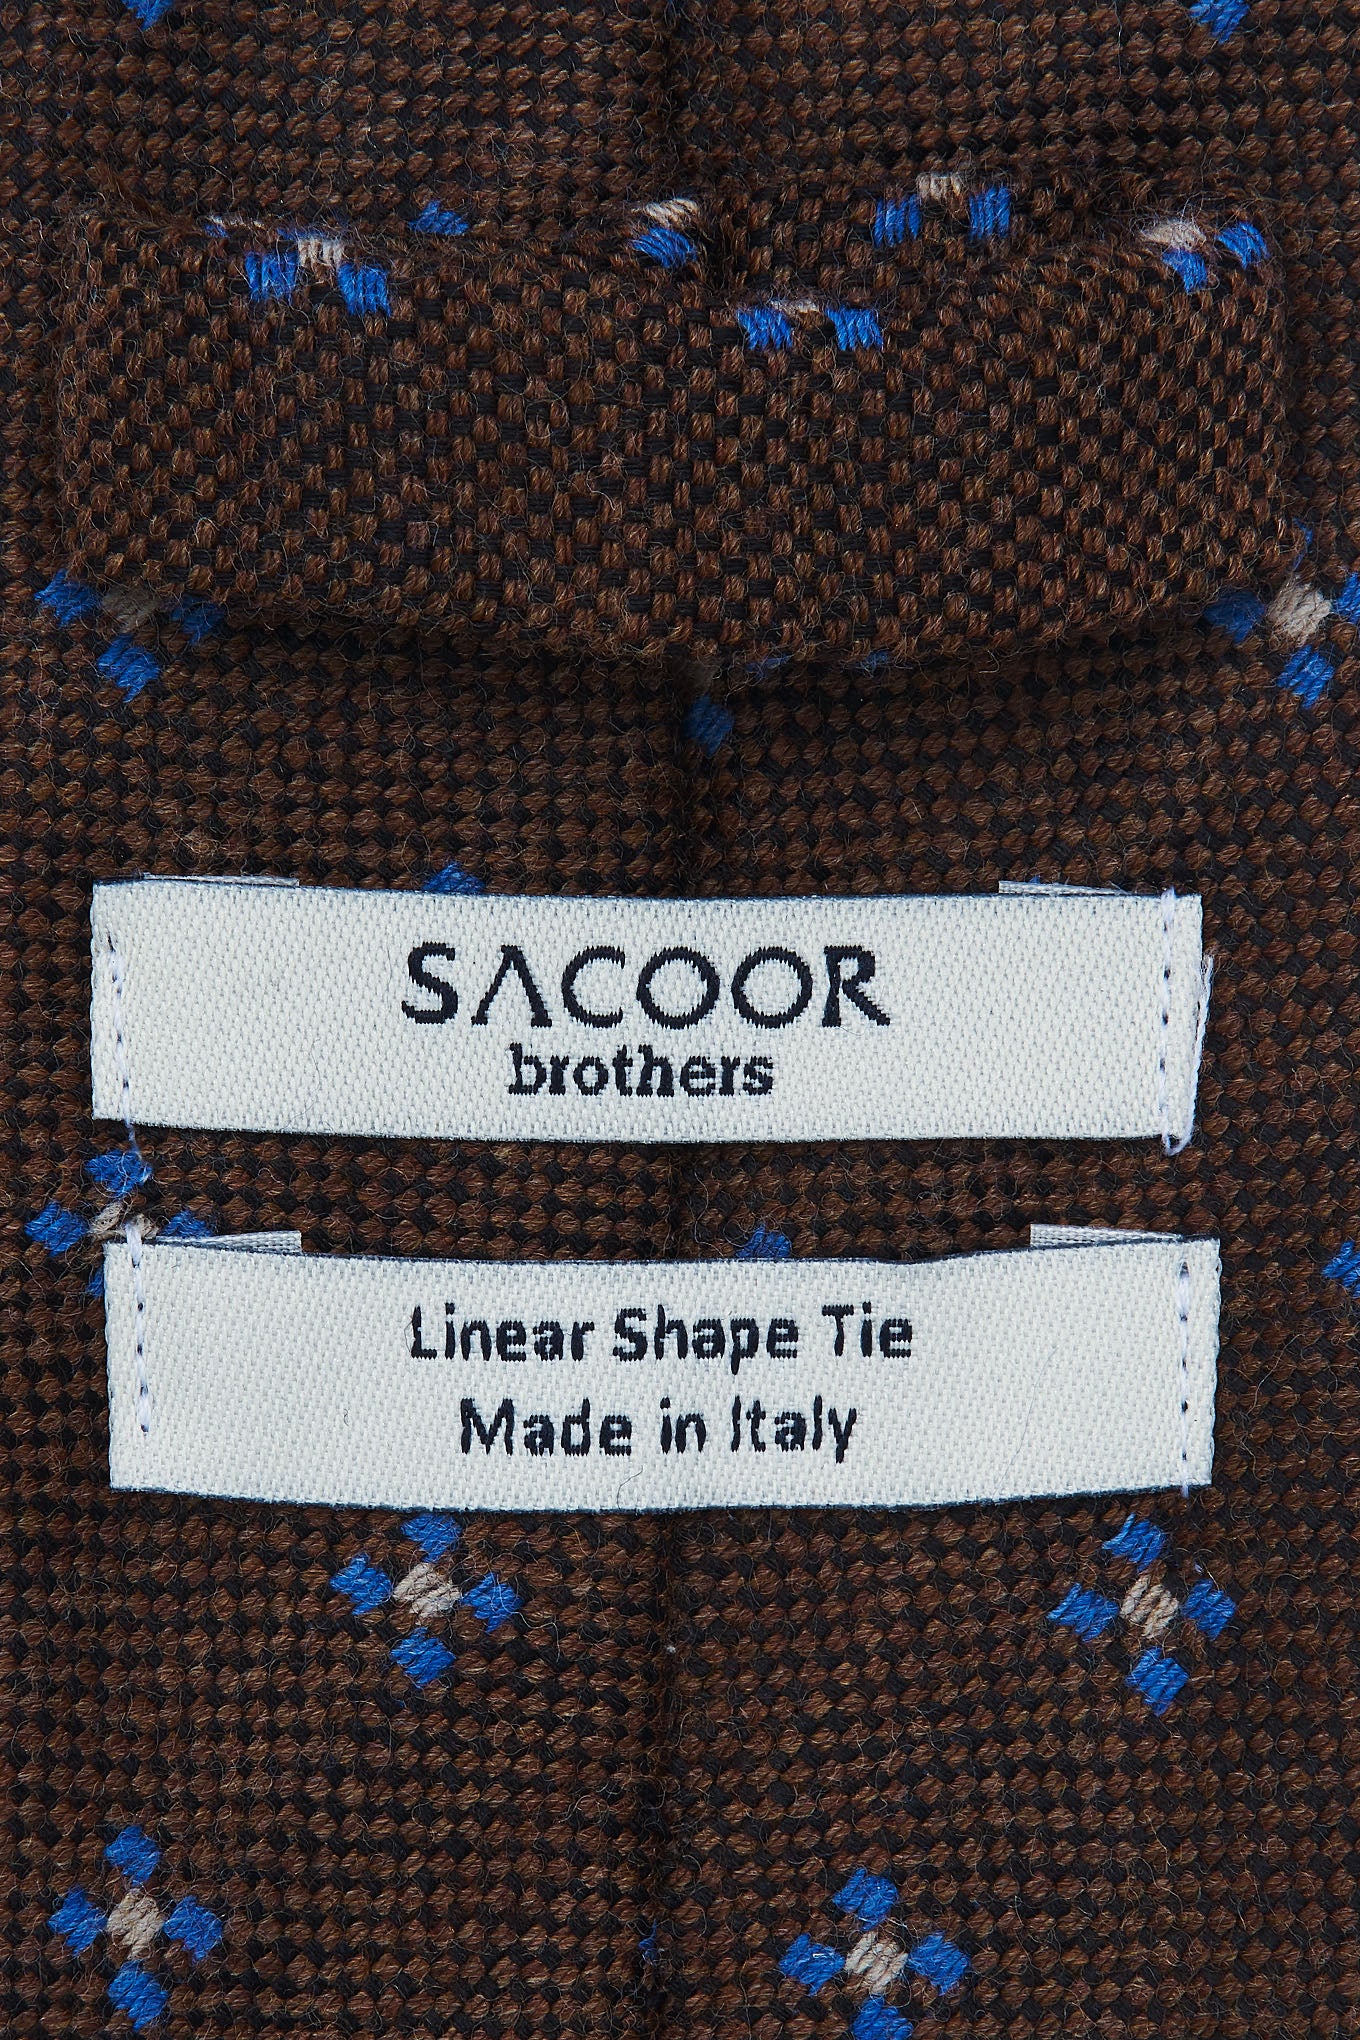 SACOOR
brothers
Linear Shape Tie
Made in Italy